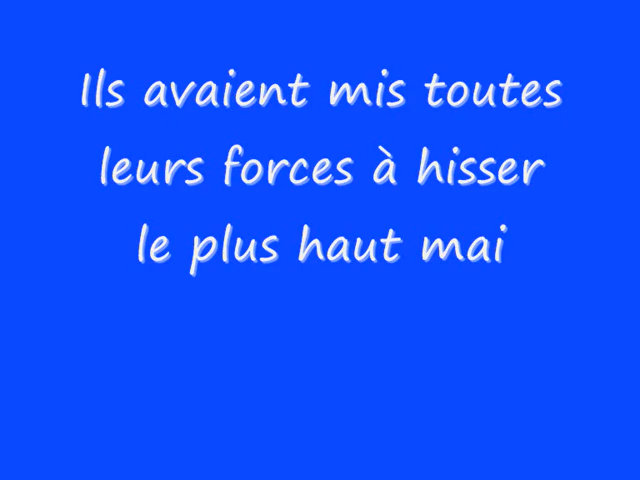 Ils avaient mis toutes
leurs forces à hisser
le plus haut mai